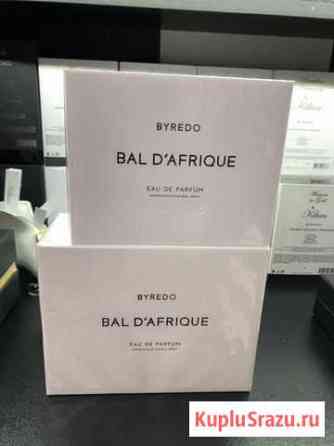 BYREDO
BAL D'AFRIQUE
EAU DE PARFUM
BYREDO
BAL D'AFRIQUE
EAU DE PARFUM
KupluSrazu.ru